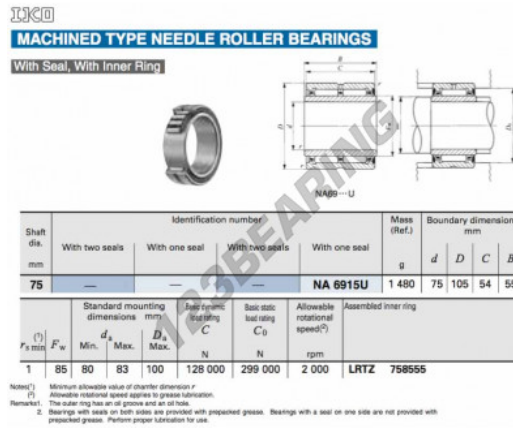 IKO
MACHINED TYPE NEEDLE ROLLER BEARINGS
With Seal, With Inner Ring
B
C
NA69···U
123BEARING
Shaft dia. mm
Identification number
Mass (Ref.) g
Boundary dimension mm
With two seals With one seal With two seals With one seal
d D C B
75 — — — NA 6915U 1 480 75 105 54
Standard mounting dimensions mm
Basic dynamic load rating C N
Basic static load rating C0 N
Allowable rotational speed(²) rpm
Assembled inner ring
rs min (¹) Fw da Min. Max. Da Max.
1 85 80 83 100 128 000 299 000 2 000 LRTZ 758555
Notes(¹) Minimum allowable value of chamfer dimension r
(²) Allowable rotational speed applies to grease lubrication.
Remarks1. The outer ring has an oil groove and an oil hole.
2. Bearings with seals on both sides are provided with prepacked grease. Bearings with a seal on one side are not provided with
prepacked grease. Perform proper lubrication for use.